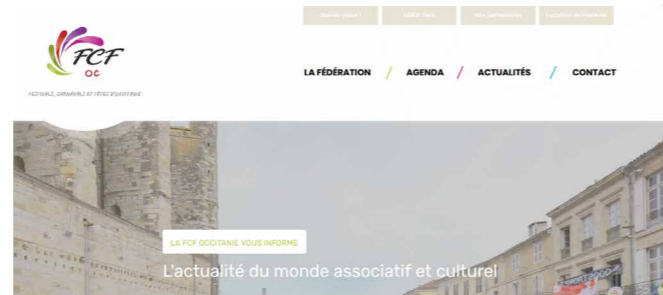 FCF
OC
FESTIVALS, CARNAVALS ET FÊTES D'OCCITANIE
LA FÉDÉRATION / AGENDA / ACTUALITÉS / CONTACT
LA FCF OCCITANIE VOUS INFORME
L'actualité du monde associatif et culturel